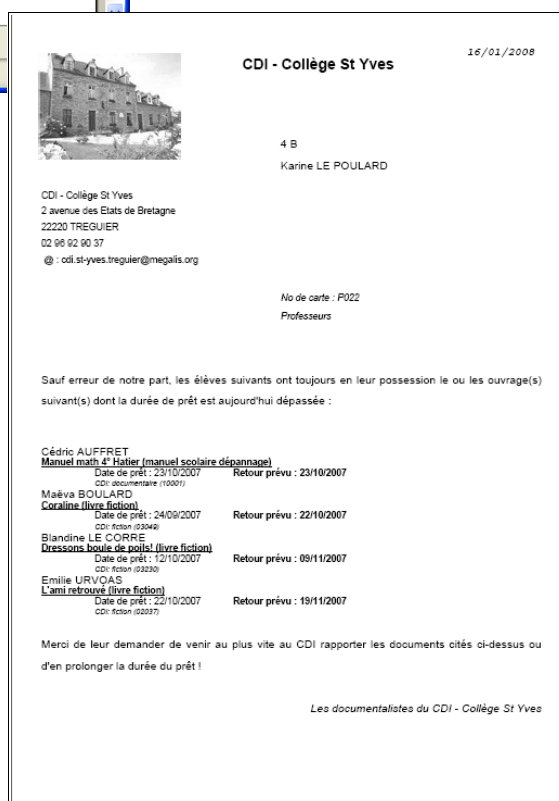 16/01/2008
CDI - Collège St Yves
4 B
Karine LE POULARD
CDI - Collège St Yves
2 avenue des Etats de Bretagne
22220 TREGUIER
02 96 92 90 37
@ : cdi.st-yves.treguier@megalis.org
No de carte : P022
Professeurs
Sauf erreur de notre part, les élèves suivants ont toujours en leur possession le ou les ouvrage(s)
suivant(s) dont la durée de prêt est aujourd'hui dépassée :
Cédric AUFFRET
Manuel math 4° Hatier (manuel scolaire dépannage)
Date de prêt : 23/10/2007 Retour prévu : 23/10/2007
CDI: documentaire (10001)
Maëva BOULARD
Coraline (livre fiction)
Date de prêt : 24/09/2007 Retour prévu : 22/10/2007
CDI: fiction (03049)
Blandine LE CORRE
Dressons boule de poils! (livre fiction)
Date de prêt : 12/10/2007 Retour prévu : 09/11/2007
CDI: fiction (03230)
Emilie URVOAS
L'ami retrouvé (livre fiction)
Date de prêt : 22/10/2007 Retour prévu : 19/11/2007
CDI: fiction (02037)
Merci de leur demander de venir au plus vite au CDI rapporter les documents cités ci-dessus ou
d'en prolonger la durée du prêt !
Les documentalistes du CDI - Collège St Yves